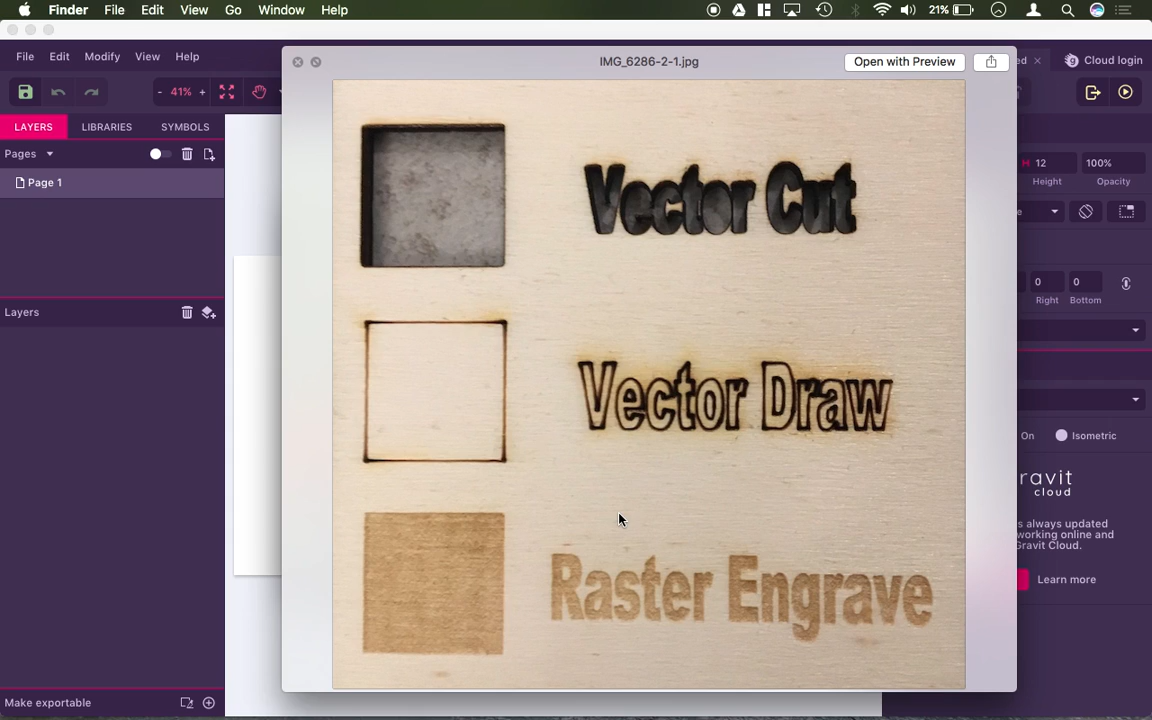 Finder File Edit View Go Window Help 21%
File Edit Modify View Help
IMG_6286-2-1.jpg
Open with Preview
Cloud login
- 41% +
LAYERS LIBRARIES SYMBOLS
Pages
Page 1
H 12 100%
Height Opacity
0 0
Right Bottom
Layers
On Isometric
cloud
s always updated
working online and
Gravit Cloud.
Learn more
Make exportable
Vector Cut
Vector Draw
Raster Engrave